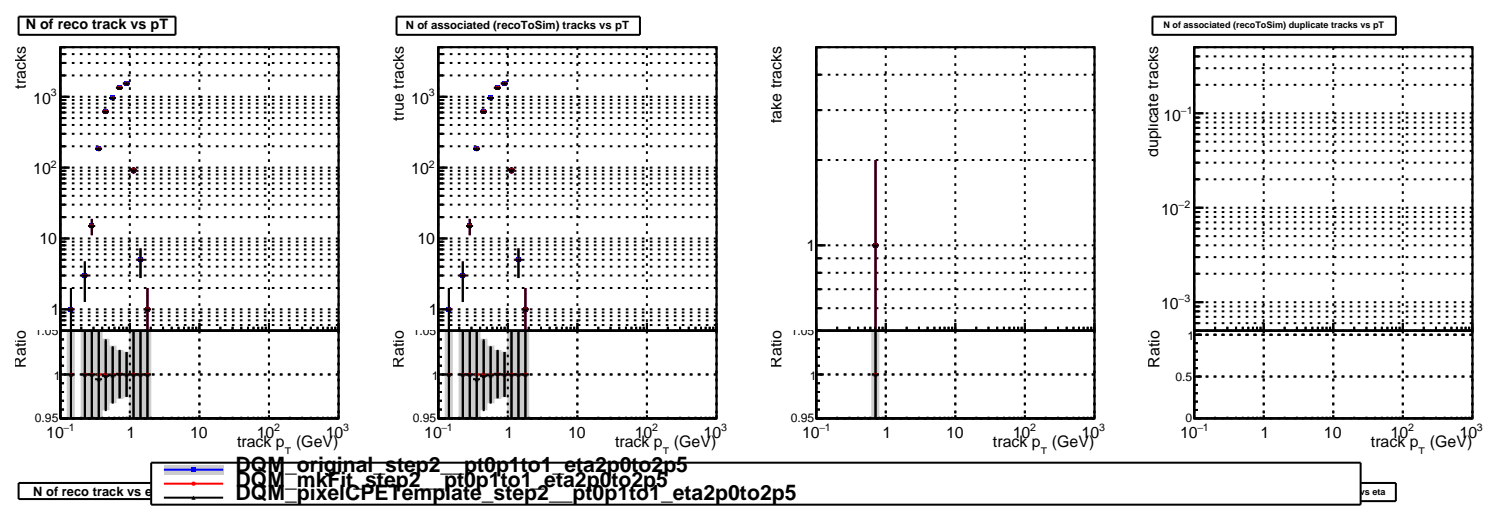 N of reco track vs pT
N of associated (recoToSim) tracks vs pT
N of associated (recoToSim) duplicate tracks vs pT
tracks
10³
10²
10
1
true tracks
10³
10²
10
1
fake tracks
1
duplicate tracks
10⁻¹
10⁻²
10⁻³
Ratio
1.05
1
0.95
Ratio
1.05
1
0.95
Ratio
1.05
1
0.95
Ratio
1
0.5
0
10⁻¹ 1 10 10² 10³
track p_T (GeV)
10⁻¹ 1 10 10² 10³
track p_T (GeV)
10⁻¹ 1 10 10² 10³
track p_T (GeV)
10⁻¹ 1 10 10² 10³
track p_T (GeV)
DQM_original_step2__pt0p1to1_eta2p0to2p5
DQM_mkFit_step2__pt0p1to1_eta2p0to2p5
DQM_pixelCPETemplate_step2__pt0p1to1_eta2p0to2p5
N of reco track vs e
vs eta